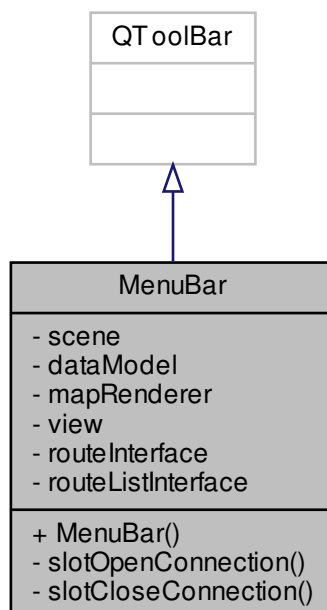 QToolBar
MenuBar
- scene
- dataModel
- mapRenderer
- view
- routeInterface
- routeListInterface
+ MenuBar()
- slotOpenConnection()
- slotCloseConnection()